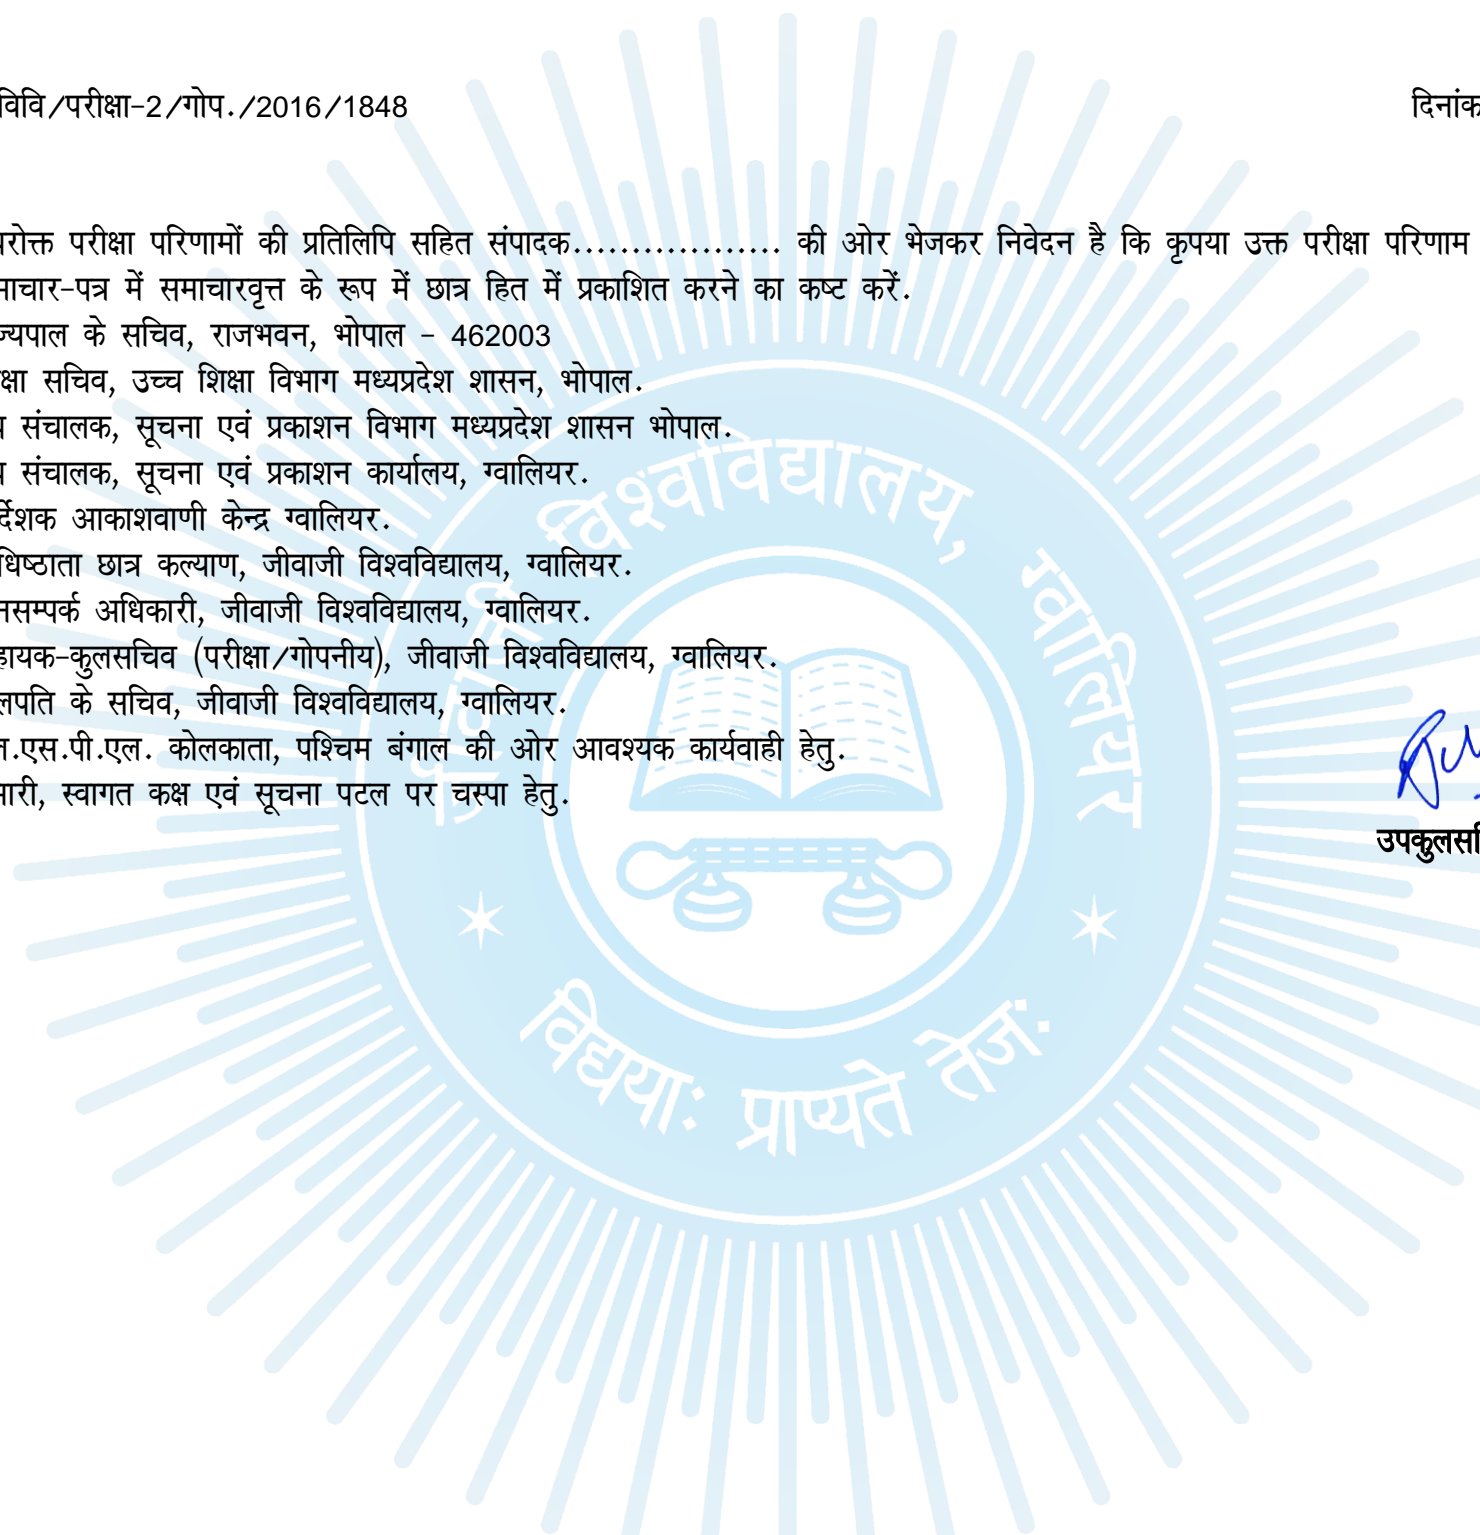 विवि/परीक्षा-2/गोप./2016/1848 दिनांक
परोक्त परीक्षा परिणामों की प्रतिलिपि सहित संपादक.................. की ओर भेजकर निवेदन है कि कृपया उक्त परीक्षा परिणाम
माचार-पत्र में समाचारवृत्त के रूप में छात्र हित में प्रकाशित करने का कष्ट करें.
ज्यपाल के सचिव, राजभवन, भोपाल - 462003
क्षा सचिव, उच्च शिक्षा विभाग मध्यप्रदेश शासन, भोपाल.
संचालक, सूचना एवं प्रकाशन विभाग मध्यप्रदेश शासन भोपाल.
संचालक, सूचना एवं प्रकाशन कार्यालय, ग्वालियर.
र्देशक आकाशवाणी केन्द्र ग्वालियर.
धिष्ठाता छात्र कल्याण, जीवाजी विश्वविद्यालय, ग्वालियर.
नसम्पर्क अधिकारी, जीवाजी विश्वविद्यालय, ग्वालियर.
हायक-कुलसचिव (परीक्षा/गोपनीय), जीवाजी विश्वविद्यालय, ग्वालियर.
लपति के सचिव, जीवाजी विश्वविद्यालय, ग्वालियर.
.एस.पी.एल. कोलकाता, पश्चिम बंगाल की ओर आवश्यक कार्यवाही हेतु.
भारी, स्वागत कक्ष एवं सूचना पटल पर चस्पा हेतु.
उपकुलसचि
जीवाजी विश्वविद्यालय, ग्वालियर
विद्यया: प्राप्यते तेज: